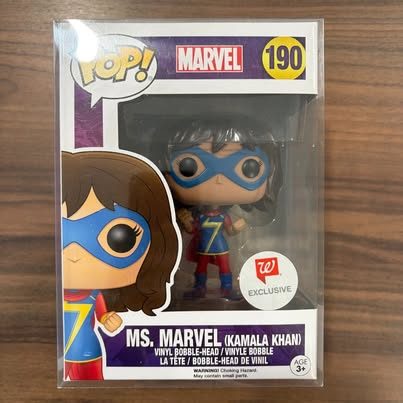 POP!
MARVEL
190
W
EXCLUSIVE
MS. MARVEL (KAMALA KHAN)
VINYL BOBBLE-HEAD / VINYLE BOBBLE
LA TÊTE / BOBBLE-HEAD DE VINIL
WARNING! Choking Hazard.
May contain small parts.
AGE
3+